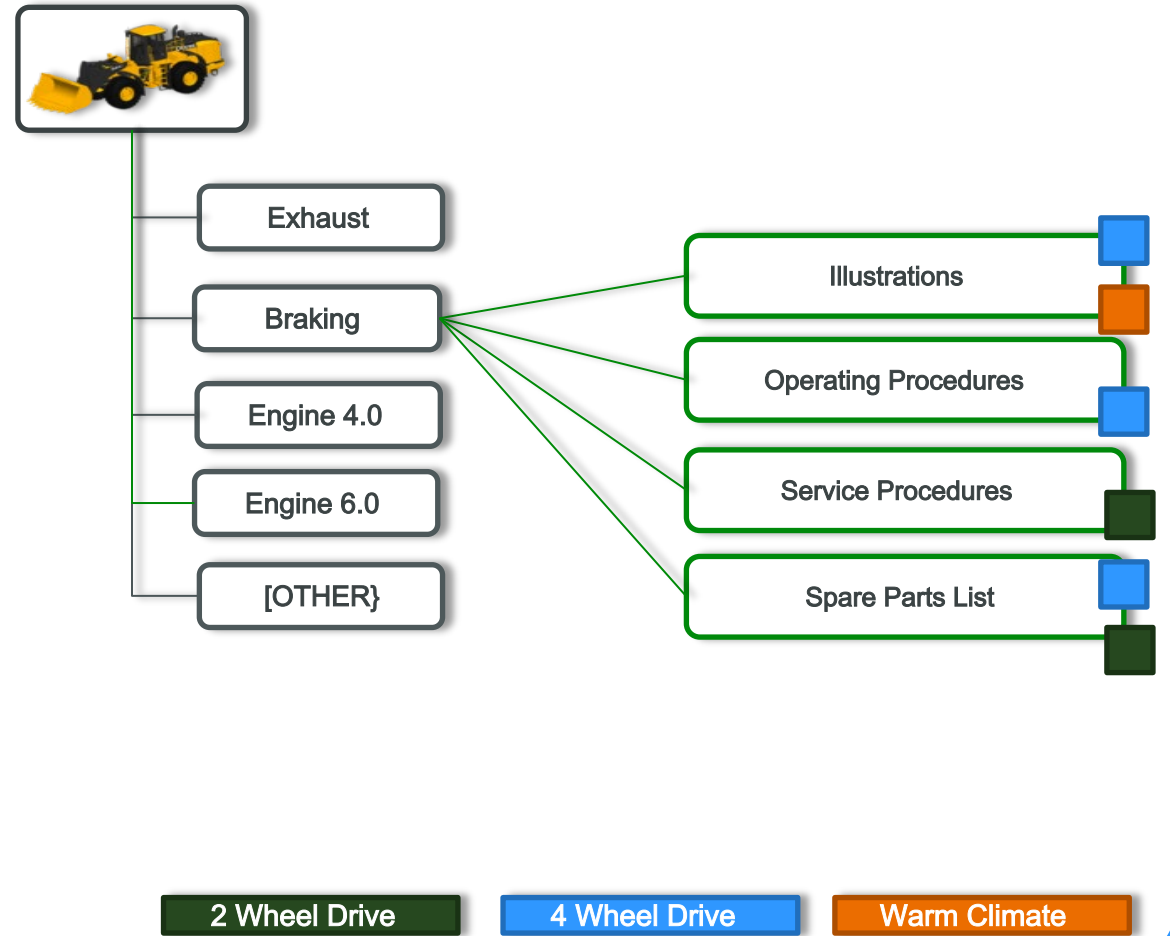 Exhaust
Braking
Engine 4.0
Engine 6.0
[OTHER}
Illustrations
Operating Procedures
Service Procedures
Spare Parts List
2 Wheel Drive
4 Wheel Drive
Warm Climate